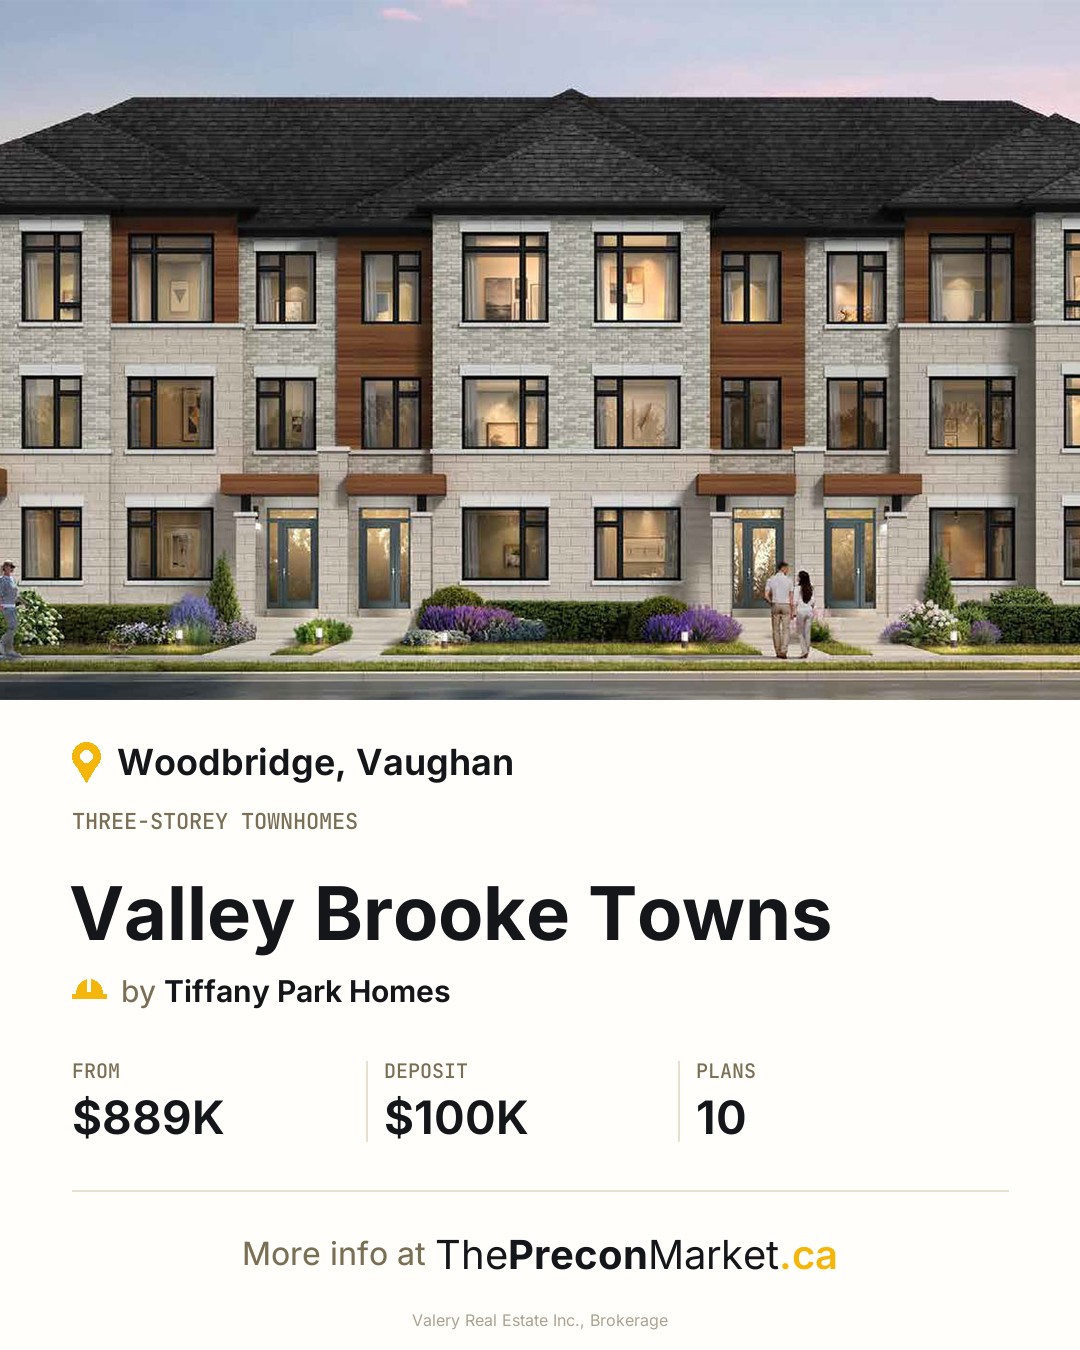 Woodbridge, Vaughan
THREE-STOREY TOWNHOMES
Valley Brooke Towns
by Tiffany Park Homes
FROM
$889K
DEPOSIT
$100K
PLANS
10
More info at ThePreconMarket.ca
Valery Real Estate Inc., Brokerage